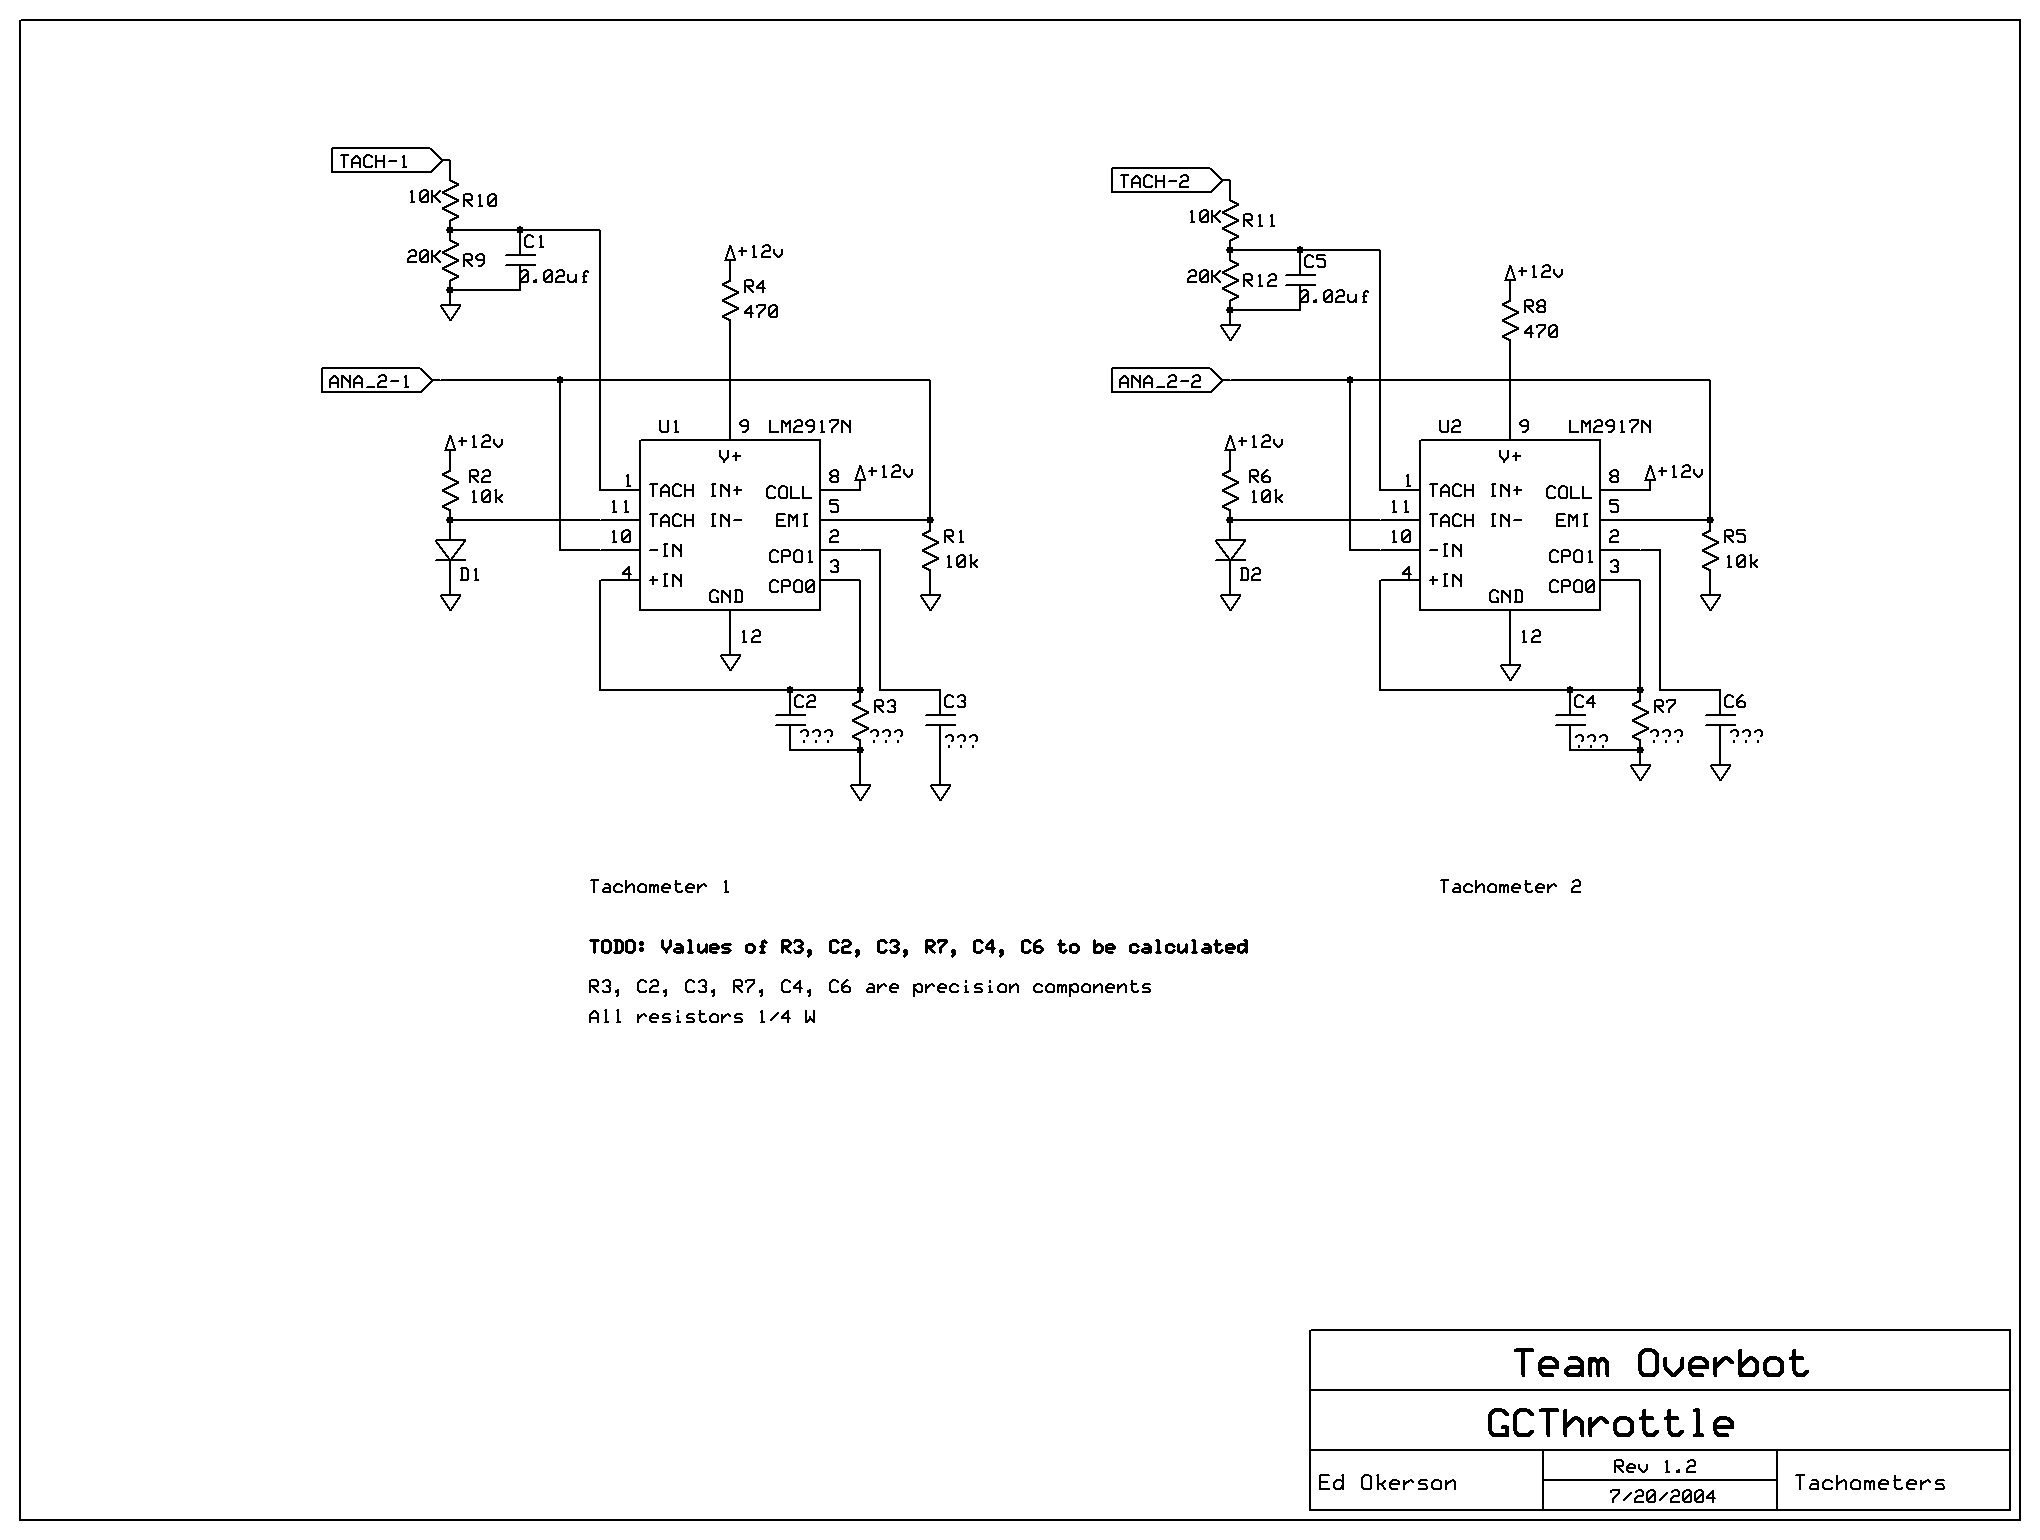 TACH-1
10K R10
20K R9
C1
0.02uf
+12v
R4
470
ANA_2-1
U1 9 LM2917N
V+
+12v
R2
10k
D1
1 TACH IN+
11 TACH IN-
10 -IN
4 +IN
COLL 8 +12v
EMI 5
CPO1 2
CPO0 3
GND
12
R1
10k
C2
???
R3
???
C3
???
TACH-2
10K R11
20K R12
C5
0.02uf
+12v
R8
470
ANA_2-2
U2 9 LM2917N
V+
+12v
R6
10k
D2
1 TACH IN+
11 TACH IN-
10 -IN
4 +IN
COLL 8 +12v
EMI 5
CPO1 2
CPO0 3
GND
12
R5
10k
C4
???
R7
???
C6
???
Tachometer 1
Tachometer 2
TODO: Values of R3, C2, C3, R7, C4, C6 to be calculated
R3, C2, C3, R7, C4, C6 are precision components
All resistors 1/4 W
Team Overbot
GCThrottle
Ed Okerson
Rev 1.2
7/20/2004
Tachometers